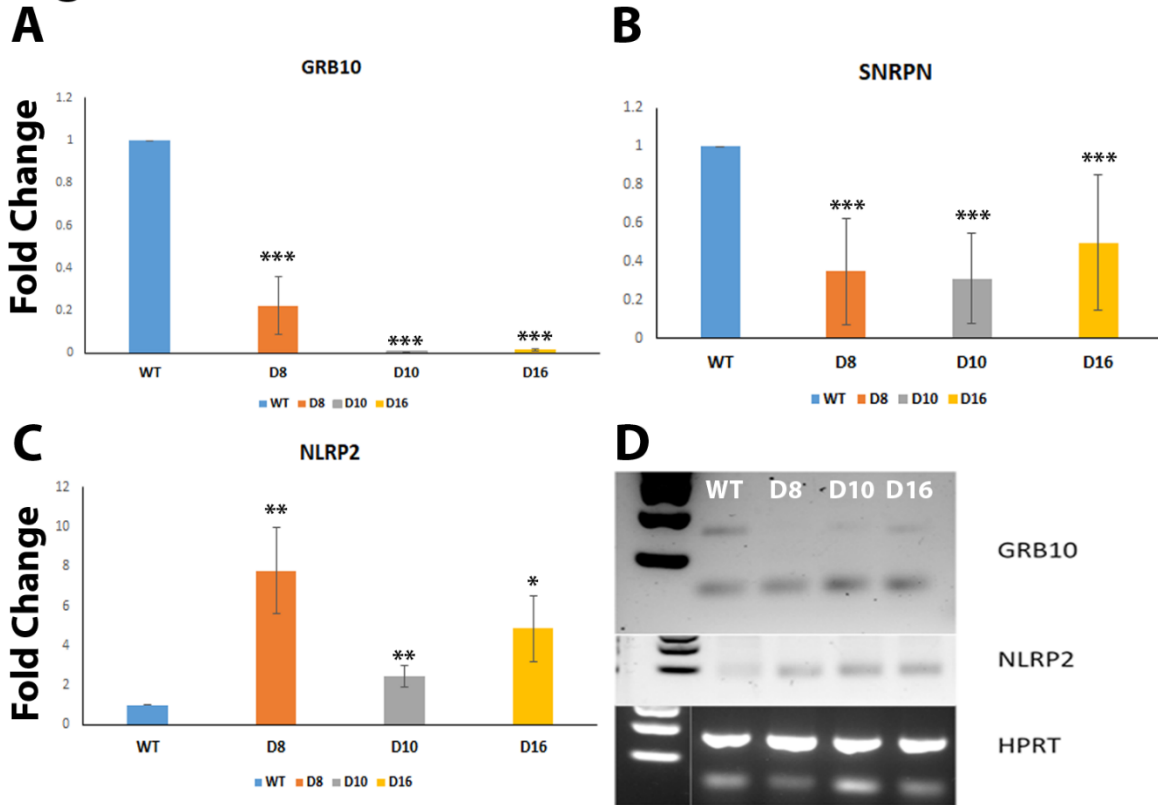 A
GRB10
Fold Change
1.2
1
0.8
0.6
0.4
0.2
0
***
***
***
WT D8 D10 D16
WT D8 D10 D16
B
SNRPN
1.2
1
0.8
0.6
0.4
0.2
0
***
***
***
WT D8 D10 D16
WT D8 D10 D16
C
NLRP2
Fold Change
12
10
8
6
4
2
0
**
**
*
WT D8 D10 D16
WT D8 D10 D16
D
WT D8 D10 D16
GRB10
NLRP2
HPRT